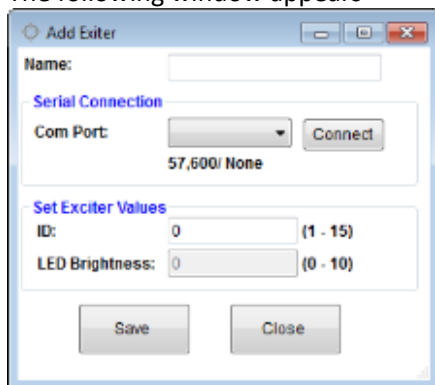 The following window appears
Add Exiter
Name:
Serial Connection
Com Port: Connect
57,600/ None
Set Exciter Values
ID: 0 (1 - 15)
LED Brightness: 0 (0 - 10)
Save Close